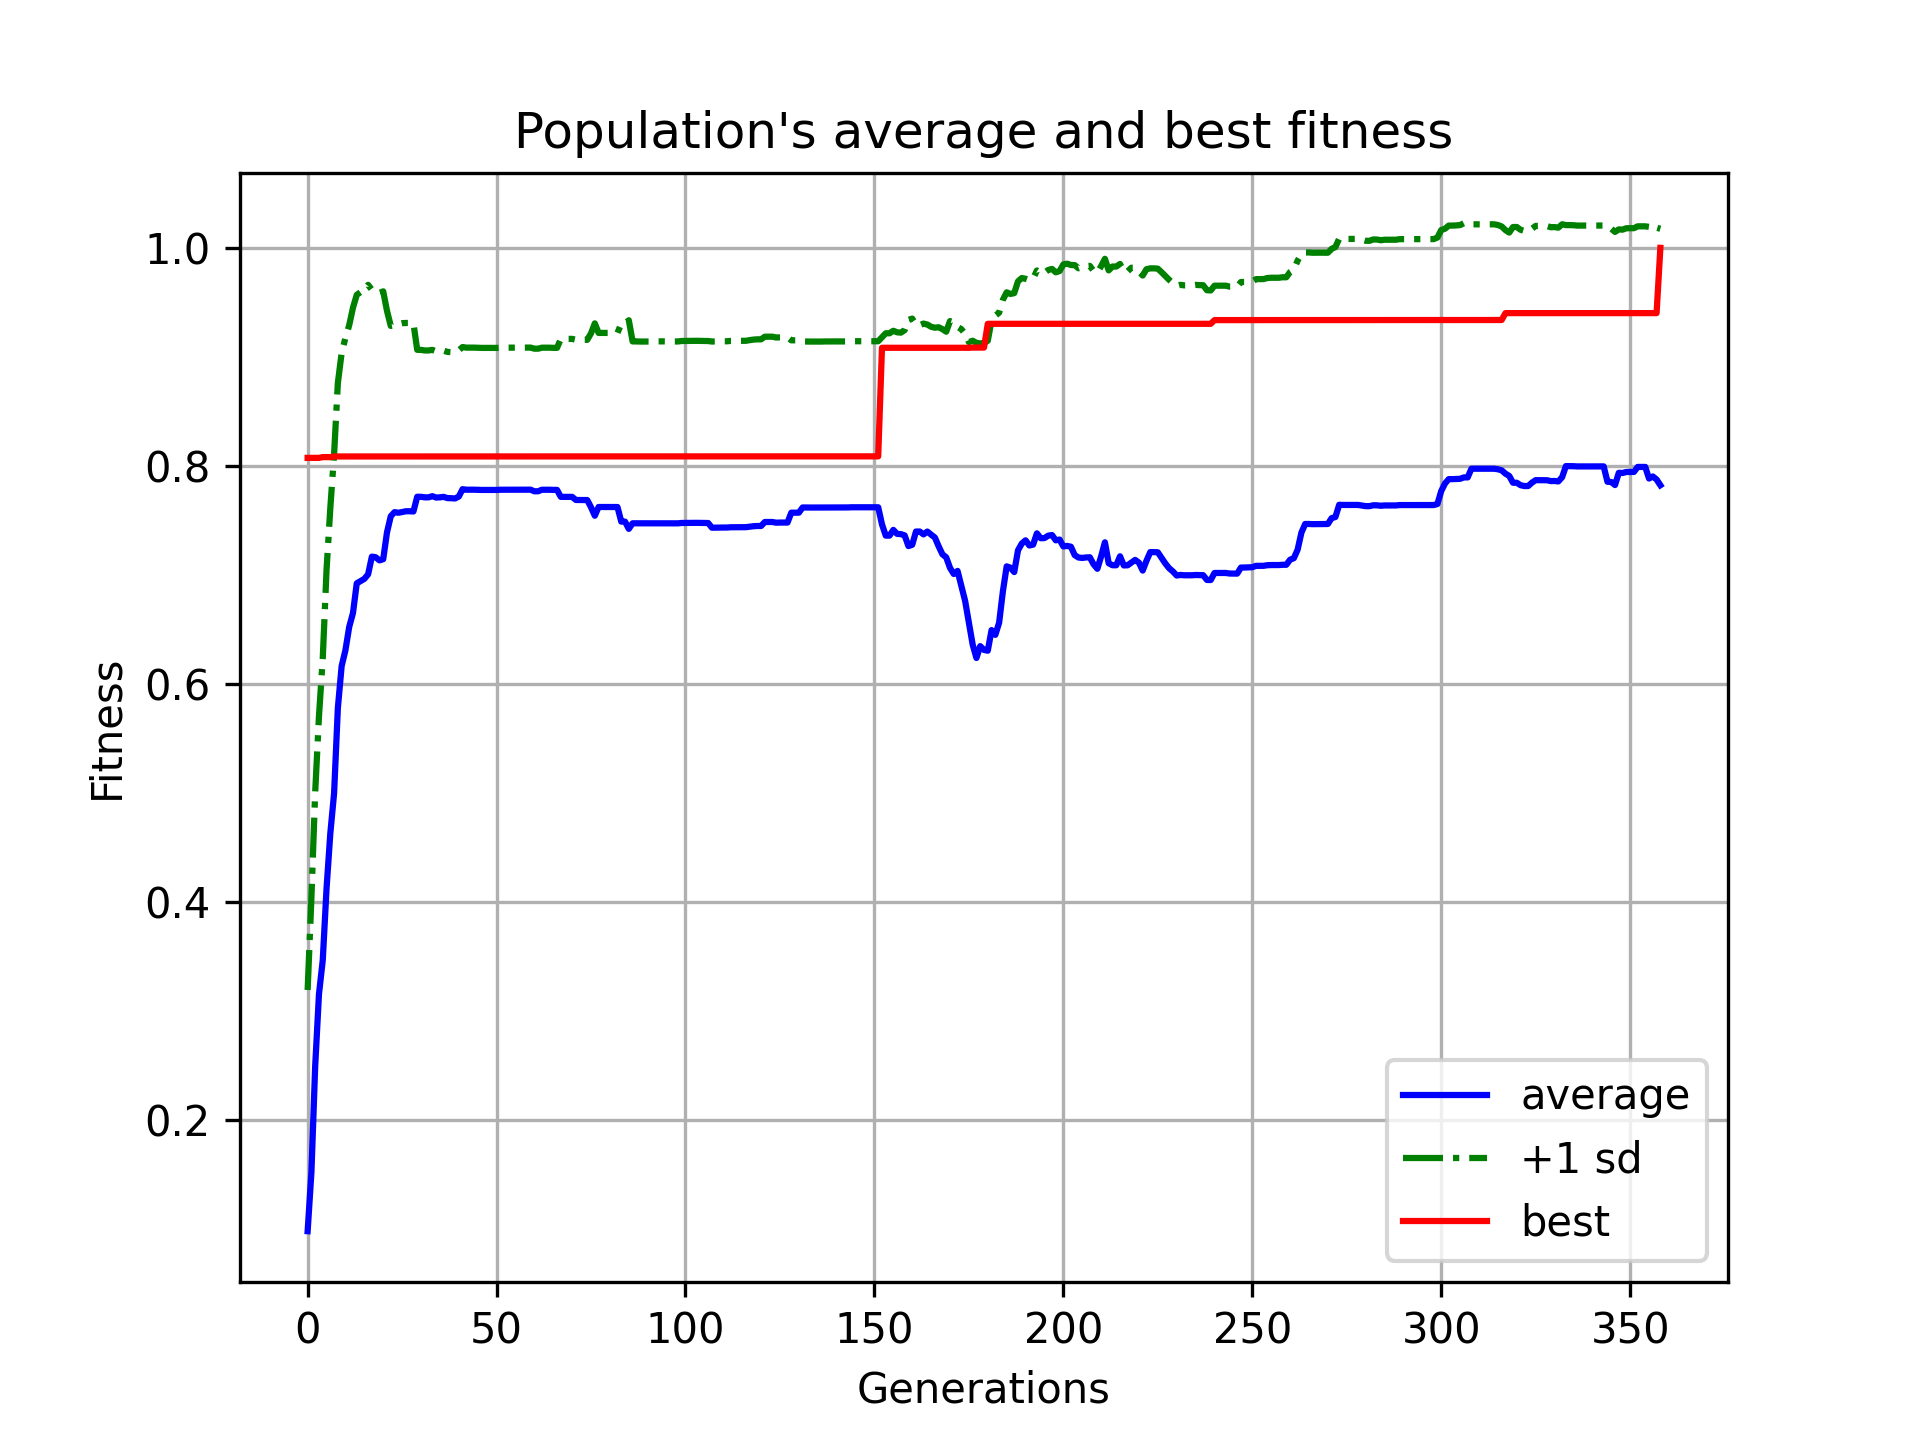 Population's average and best fitness
1.0
0.8
0.6
0.4
0.2
Fitness
0 50 100 150 200 250 300 350
Generations
average
+1 sd
best